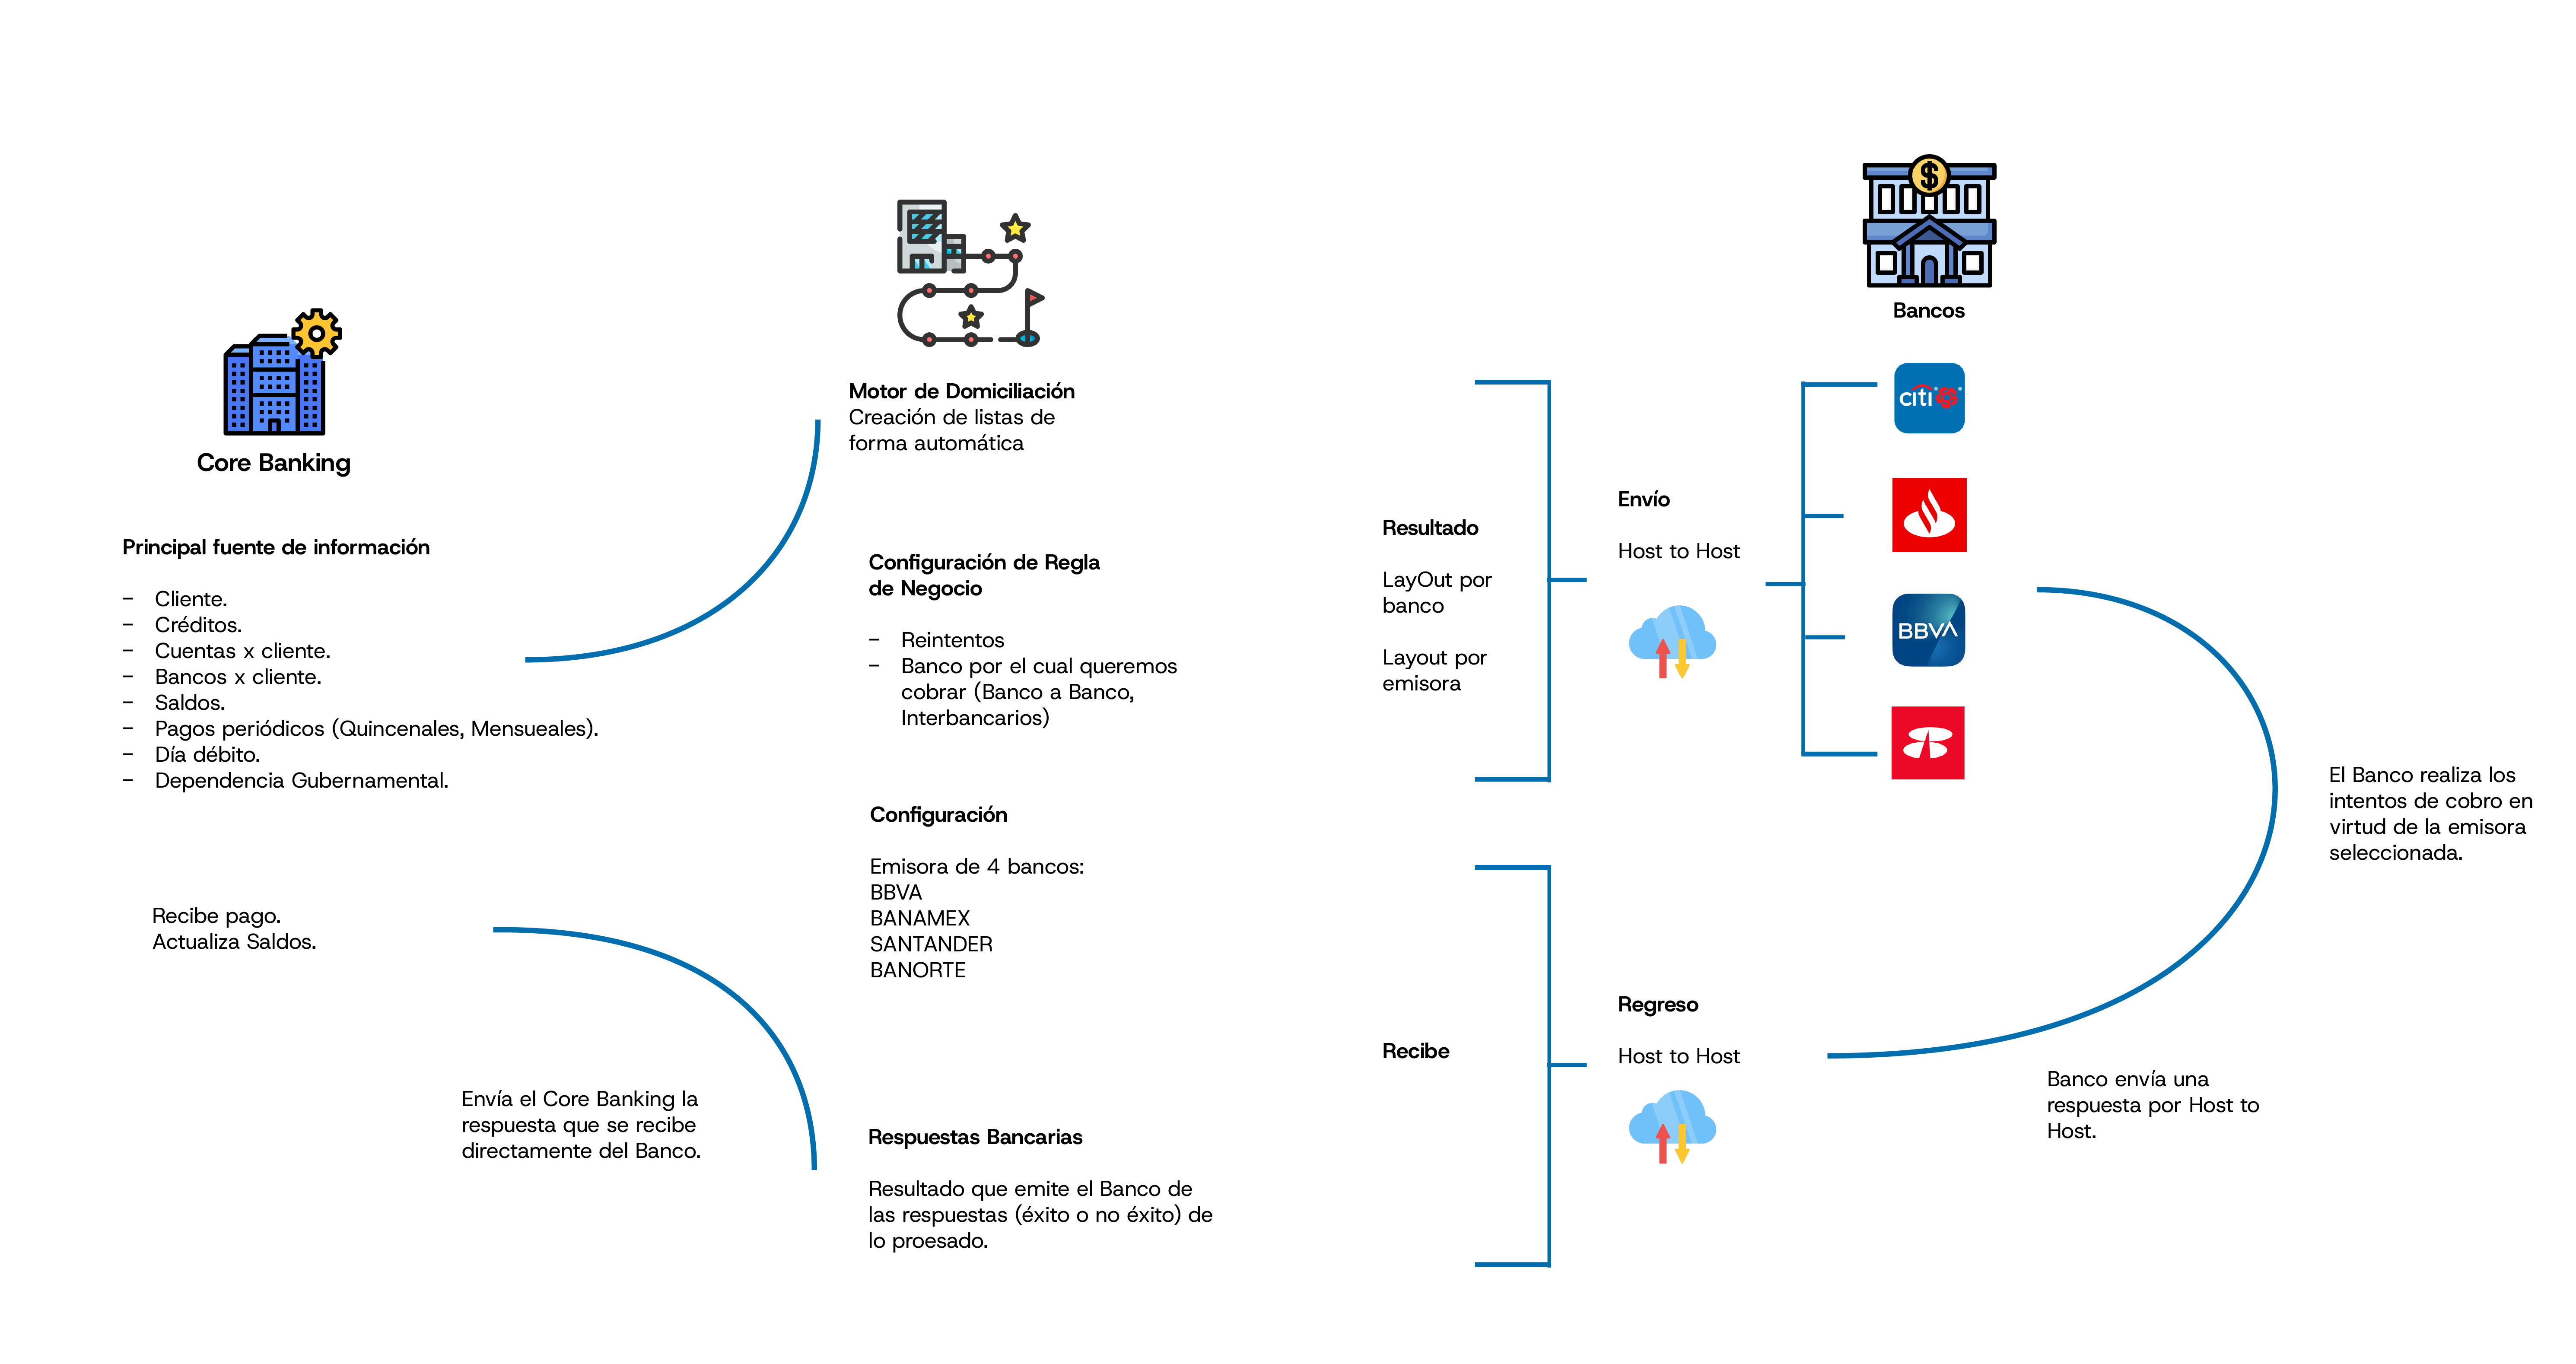 Core Banking
Principal fuente de información
- Cliente.
- Créditos.
- Cuentas x cliente.
- Bancos x cliente.
- Saldos.
- Pagos periódicos (Quincenales, Mensueales).
- Día débito.
- Dependencia Gubernamental.
Recibe pago.
Actualiza Saldos.
Envía el Core Banking la
respuesta que se recibe
directamente del Banco.
Motor de Domiciliación
Creación de listas de
forma automática
Configuración de Regla
de Negocio
- Reintentos
- Banco por el cual queremos
cobrar (Banco a Banco,
Interbancarios)
Configuración
Emisora de 4 bancos:
BBVA
BANAMEX
SANTANDER
BANORTE
Respuestas Bancarias
Resultado que emite el Banco de
las respuestas (éxito o no éxito) de
lo proesado.
Resultado
LayOut por
banco
Layout por
emisora
Recibe
Envío
Host to Host
Regreso
Host to Host
$
Bancos
citi
BBVA
El Banco realiza los
intentos de cobro en
virtud de la emisora
seleccionada.
Banco envía una
respuesta por Host to
Host.